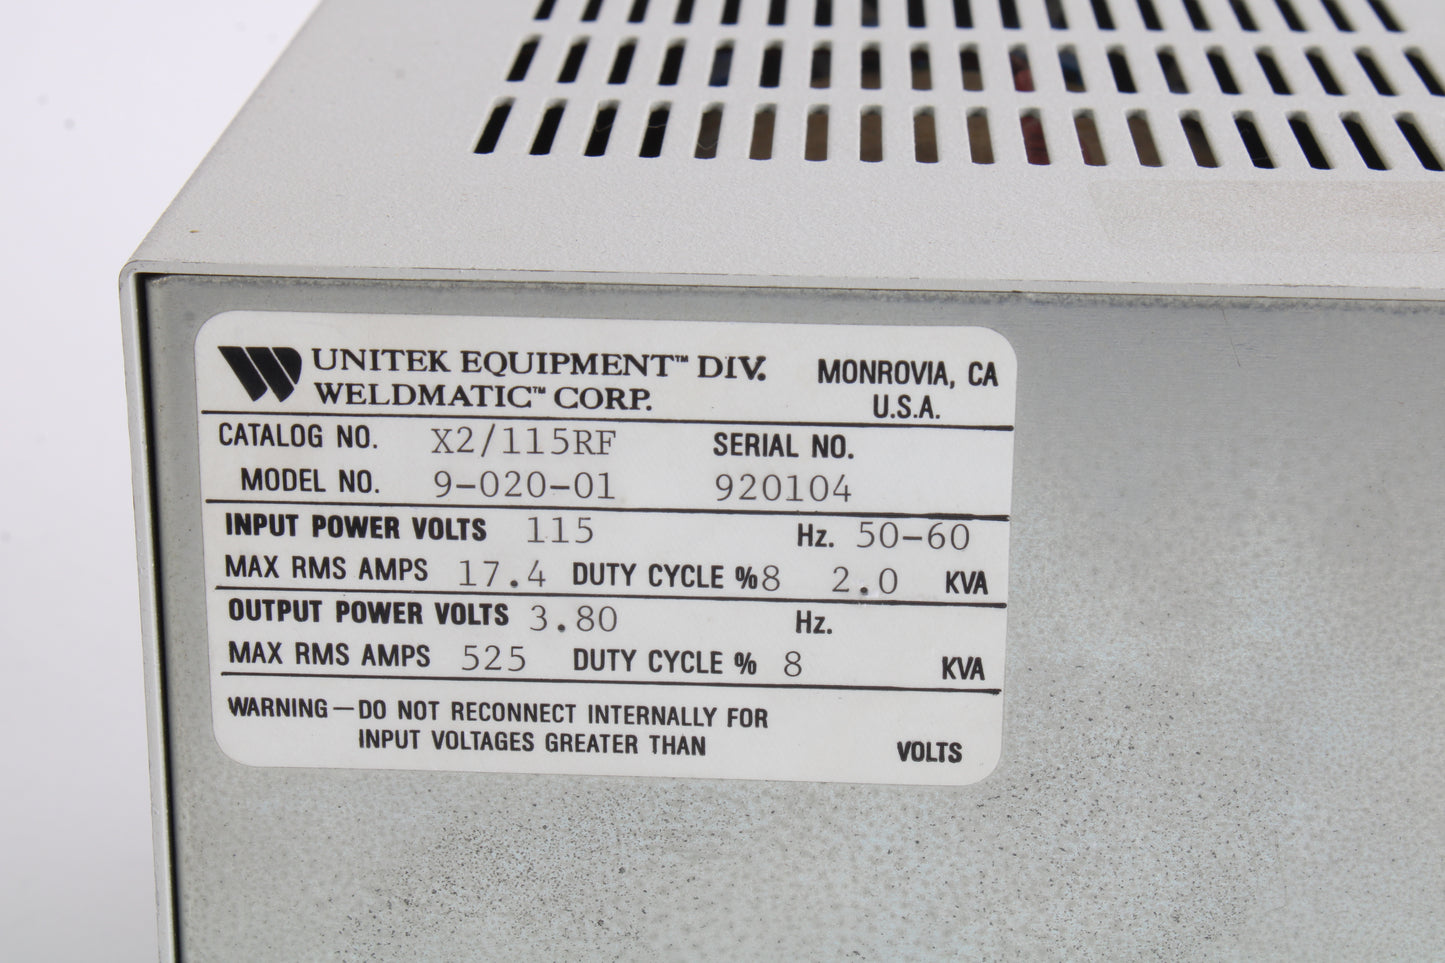 UNITEK EQUIPMENT™ DIV. MONROVIA, CA
WELDMATIC™ CORP. U.S.A.
CATALOG NO. X2/115RF SERIAL NO.
MODEL NO. 9-020-01 920104
INPUT POWER VOLTS 115 Hz. 50-60
MAX RMS AMPS 17.4 DUTY CYCLE % 8 2.0 KVA
OUTPUT POWER VOLTS 3.80 Hz.
MAX RMS AMPS 525 DUTY CYCLE % 8 KVA
WARNING—DO NOT RECONNECT INTERNALLY FOR
INPUT VOLTAGES GREATER THAN VOLTS